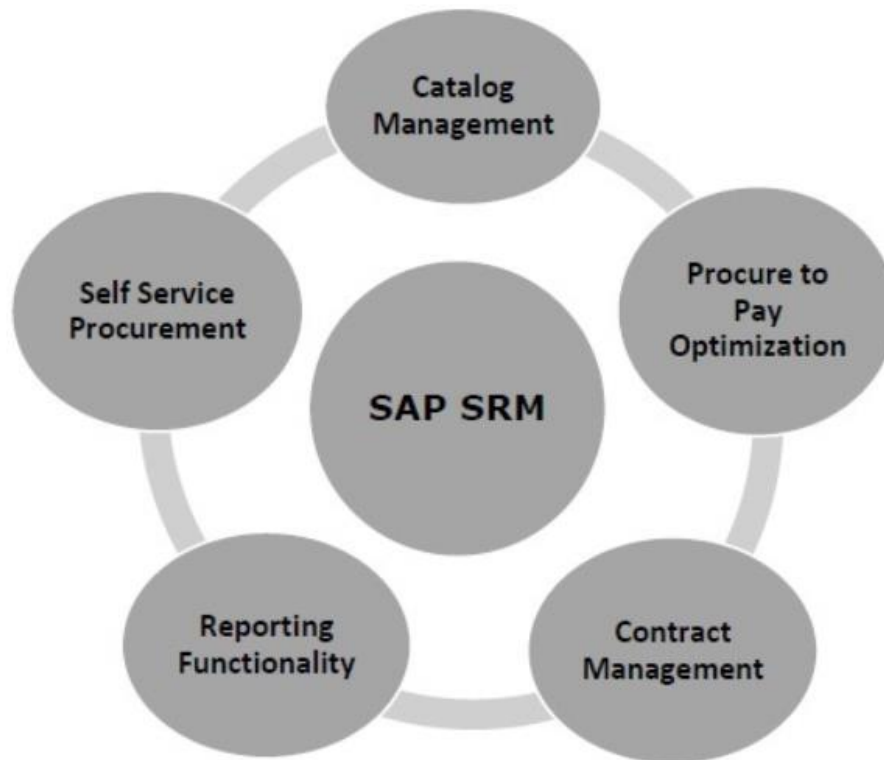 Catalog
Management
Procure to
Pay
Optimization
Contract
Management
Reporting
Functionality
Self Service
Procurement
SAP SRM